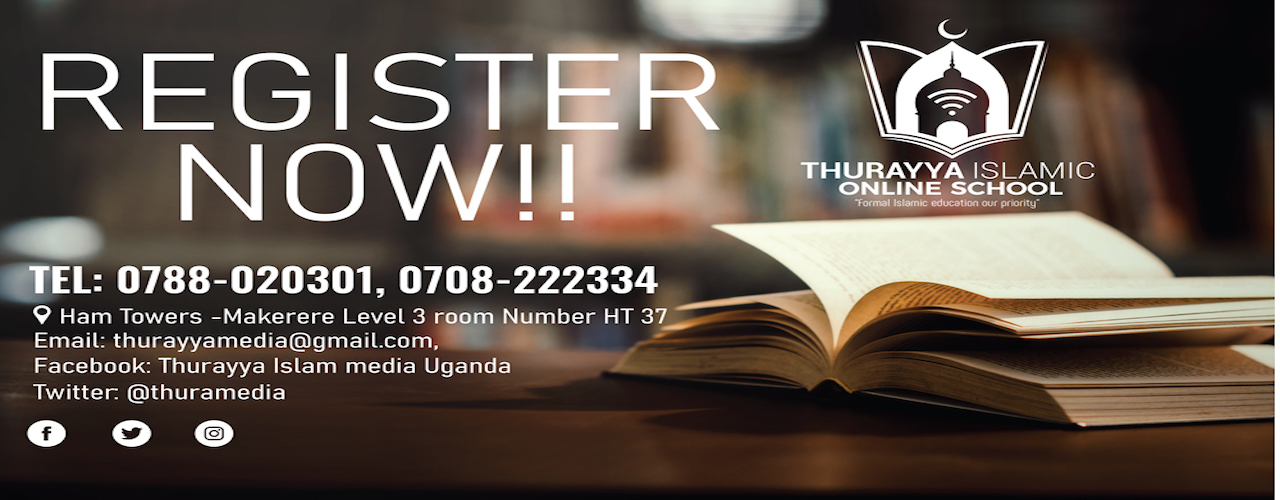 REGISTER
NOW!!
THURAYYA ISLAMIC
ONLINE SCHOOL
"Formal Islamic education our priority"
TEL: 0788-020301, 0708-222334
Ham Towers -Makerere Level 3 room Number HT 37
Email: thurayyamedia@gmail.com,
Facebook: Thurayya Islam media Uganda
Twitter: @thuramedia